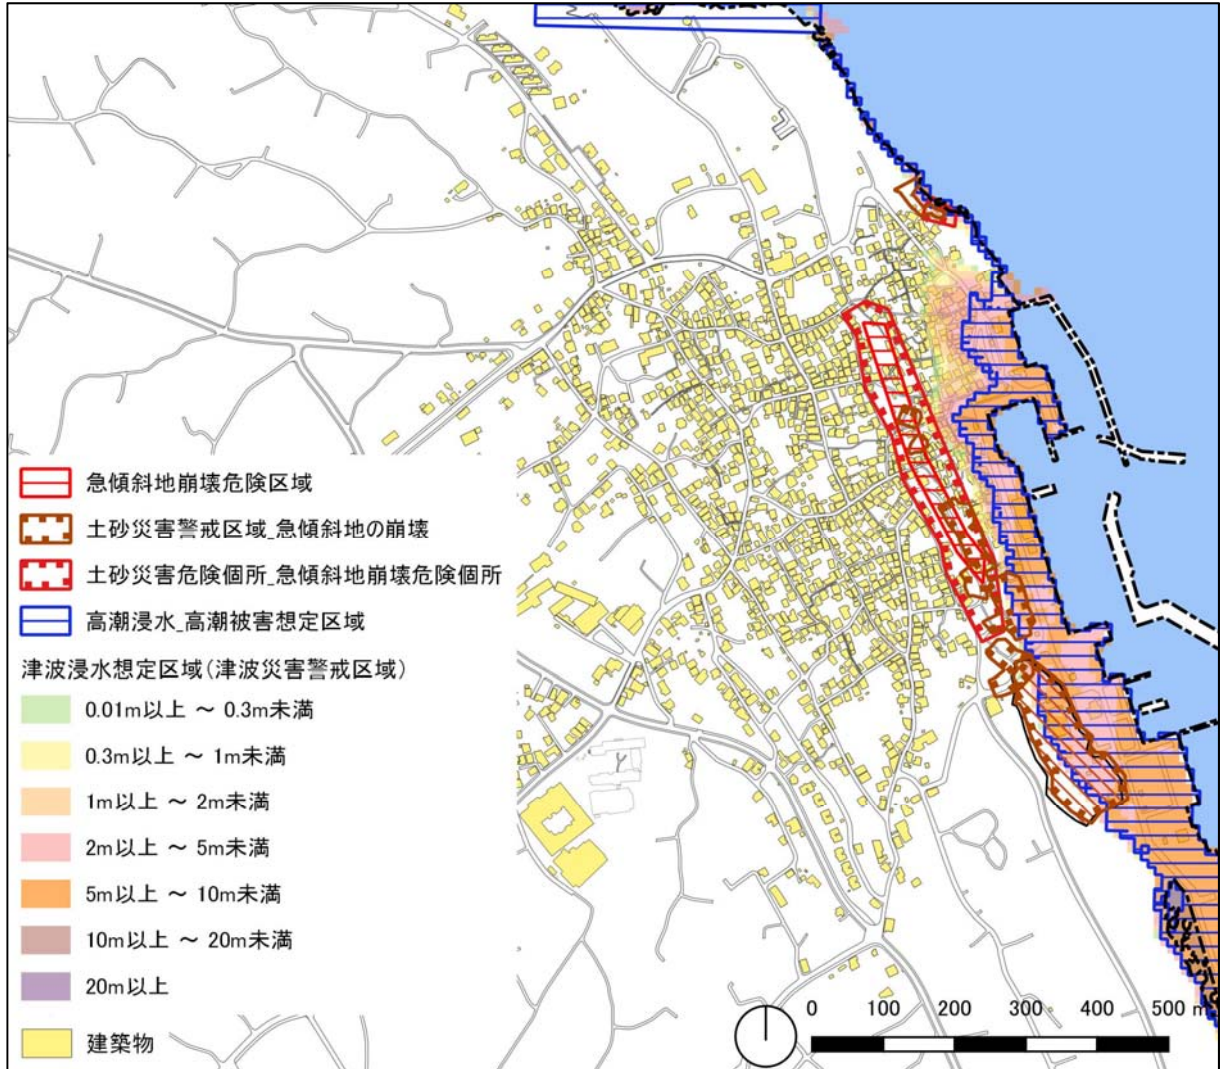 急傾斜地崩壊危険区域
土砂災害警戒区域_急傾斜地の崩壊
土砂災害危険個所_急傾斜地崩壊危険個所
高潮浸水_高潮被害想定区域
津波浸水想定区域(津波災害警戒区域)
0.01m以上 ~ 0.3m未満
0.3m以上 ~ 1m未満
1m以上 ~ 2m未満
2m以上 ~ 5m未満
5m以上 ~ 10m未満
10m以上 ~ 20m未満
20m以上
建築物
0 100 200 300 400 500 m